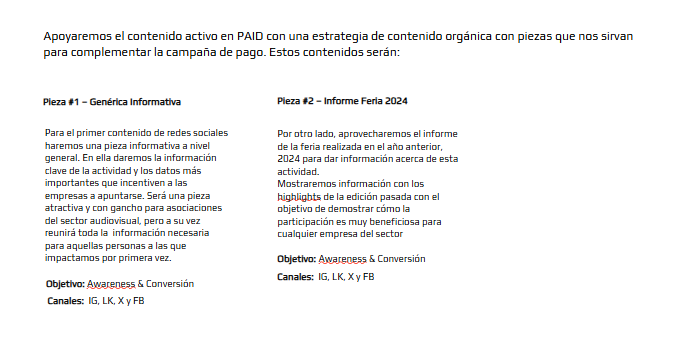 Apoyaremos el contenido activo en PAID con una estrategia de contenido orgánica con piezas que nos sirvan
para complementar la campaña de pago. Estos contenidos serán:
Pieza #1 – Genérica Informativa
Para el primer contenido de redes sociales
haremos una pieza informativa a nivel
general. En ella daremos la información
clave de la actividad y los datos más
importantes que incentiven a las
empresas a apuntarse. Será una pieza
atractiva y con gancho para asociaciones
del sector audiovisual, pero a su vez
reunirá toda la  información necesaria
para aquellas personas a las que
impactamos por primera vez.
Objetivo: Awareness & Conversión
Canales:  IG, LK, X y FB
Pieza #2 – Informe Feria 2024
Por otro lado, aprovecharemos el informe
de la feria realizada en el año anterior,
2024 para dar información acerca de esta
actividad.
Mostraremos información con los
highlights de la edición pasada con el
objetivo de demostrar cómo la
participación es muy beneficiosa para
cualquier empresa del sector
Objetivo: Awareness & Conversión
Canales:  IG, LK, X y FB